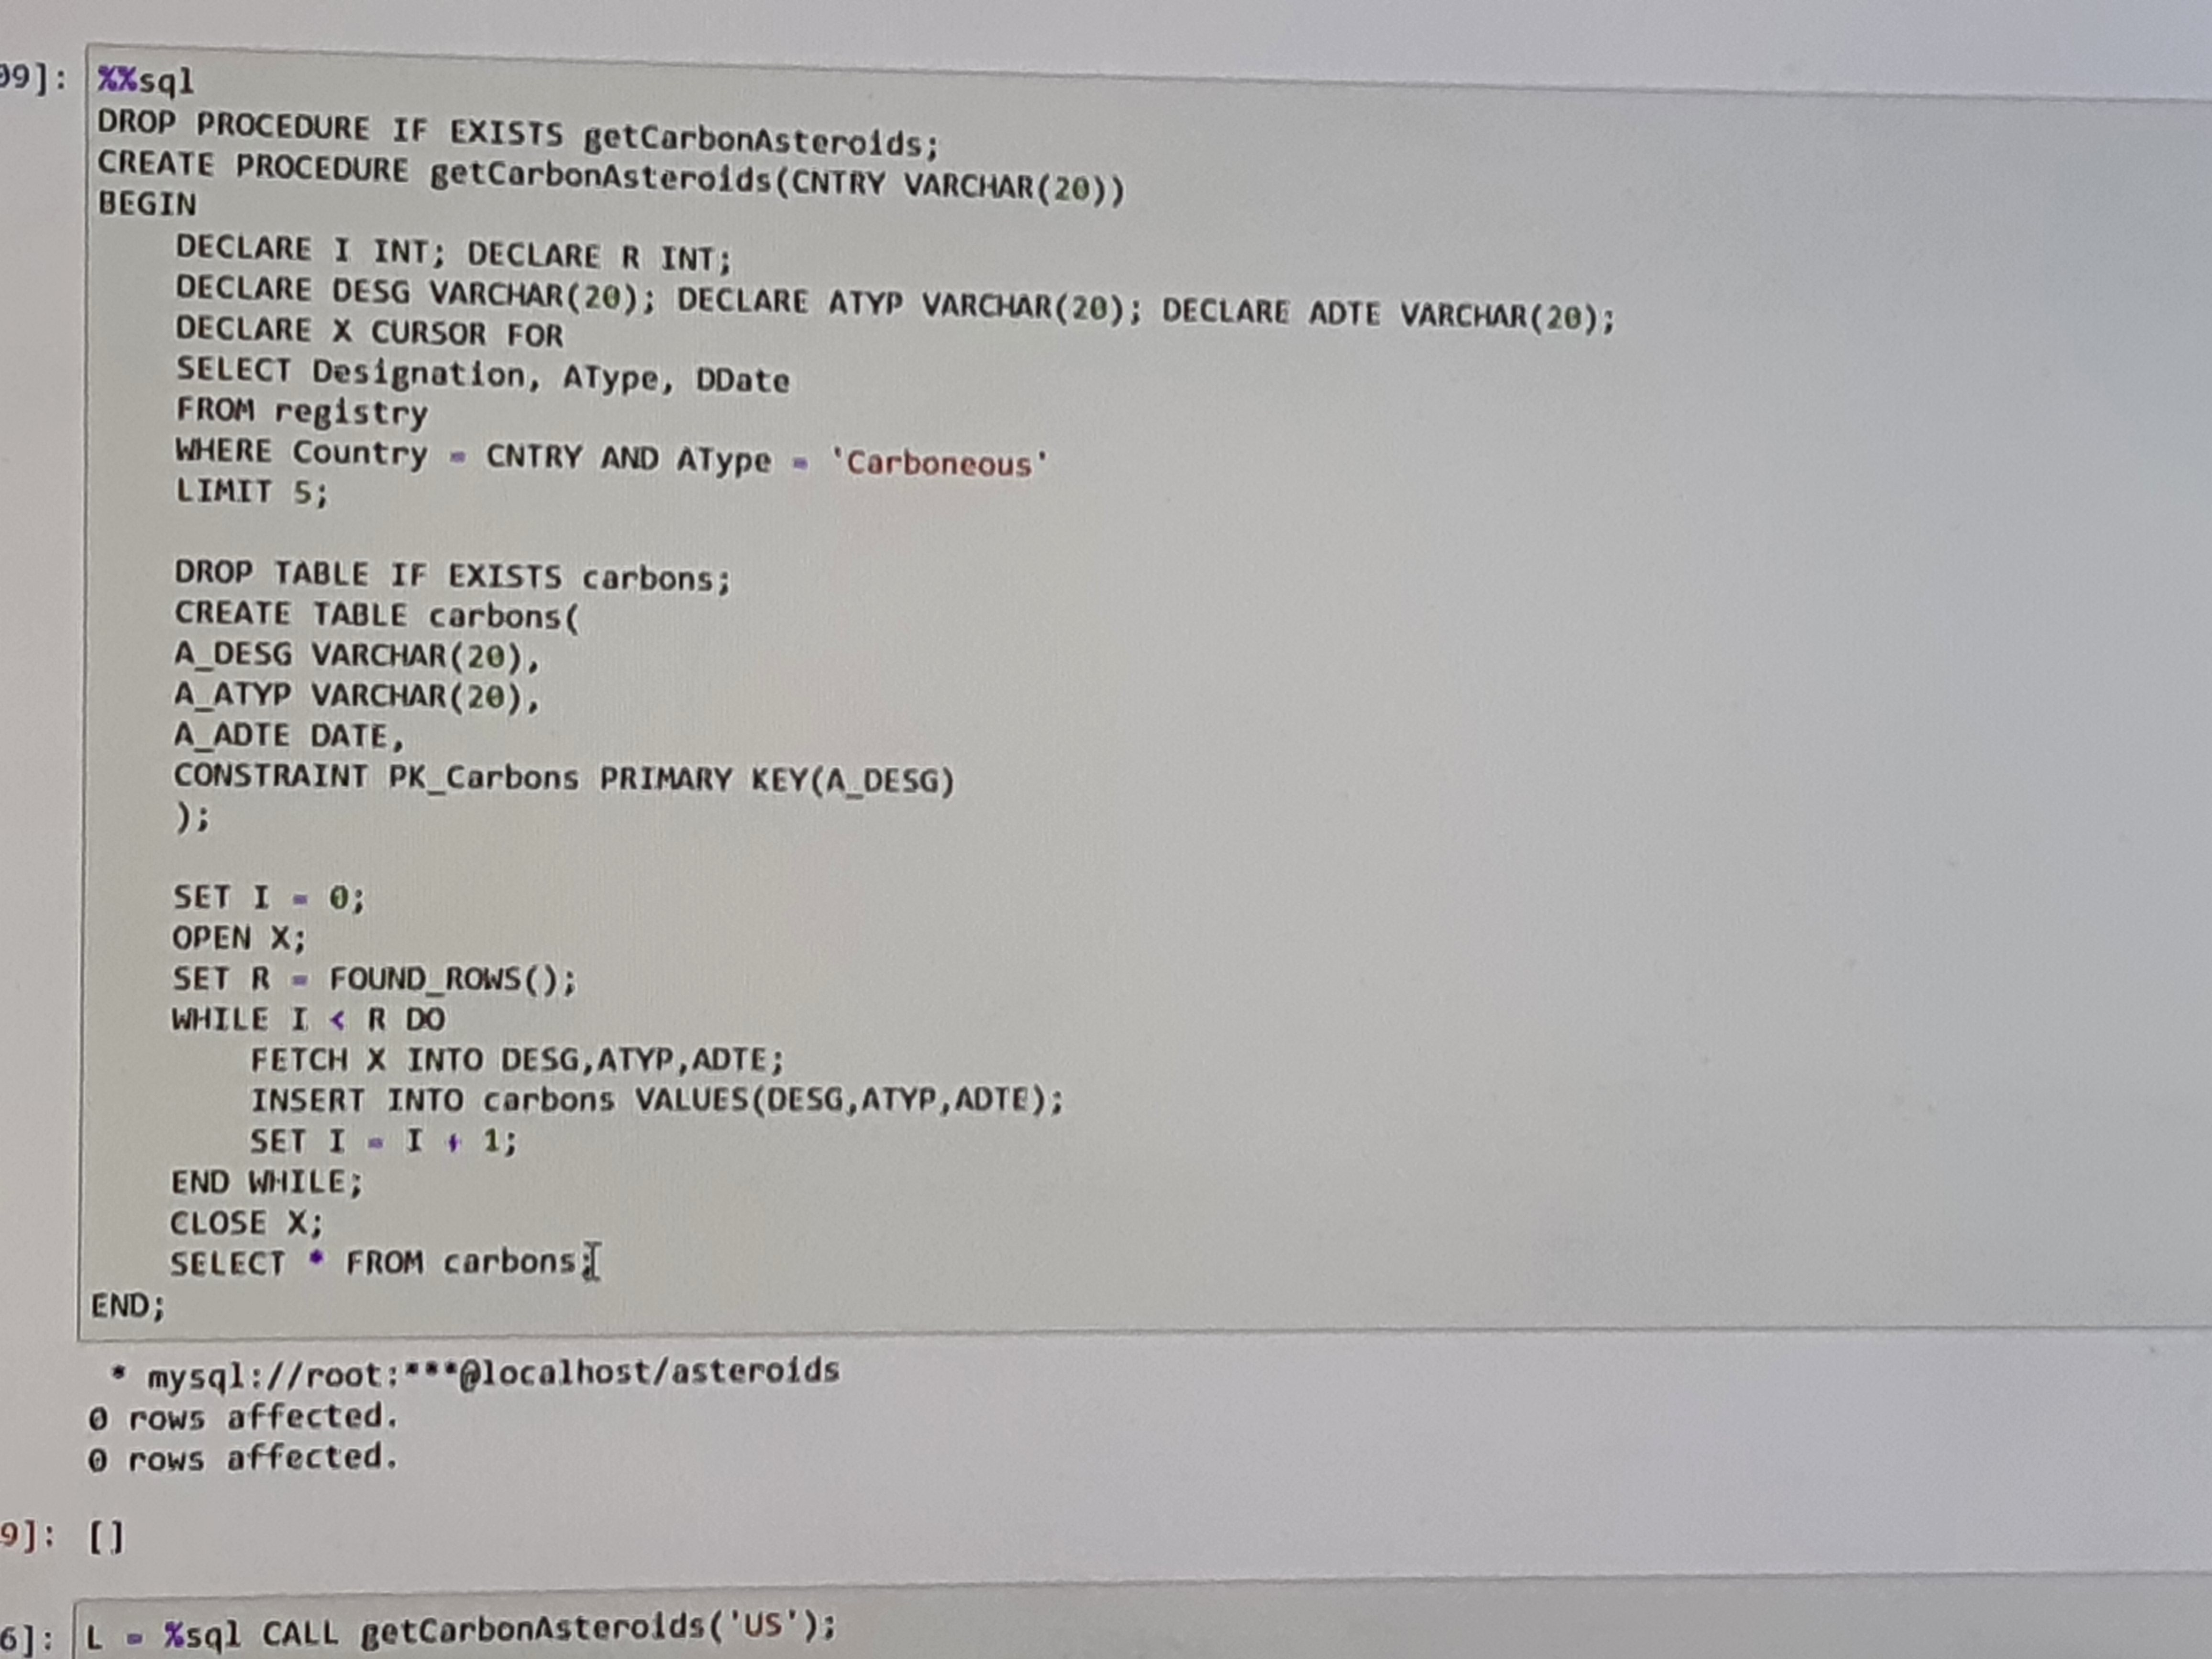 09]: %%sql
DROP PROCEDURE IF EXISTS getCarbonAsteroids;
CREATE PROCEDURE getCarbonAsteroids(CNTRY VARCHAR(20))
BEGIN
DECLARE I INT; DECLARE R INT;
DECLARE DESG VARCHAR(20); DECLARE ATYP VARCHAR(20); DECLARE ADTE VARCHAR(20);
DECLARE X CURSOR FOR
SELECT Designation, AType, DDate
FROM registry
WHERE Country = CNTRY AND AType = 'Carboneous'
LIMIT 5;
DROP TABLE IF EXISTS carbons;
CREATE TABLE carbons(
A_DESG VARCHAR(20),
A_ATYP VARCHAR(20),
A_ADTE DATE,
CONSTRAINT PK_Carbons PRIMARY KEY(A_DESG)
);
SET I = 0;
OPEN X;
SET R = FOUND_ROWS();
WHILE I < R DO
FETCH X INTO DESG,ATYP,ADTE;
INSERT INTO carbons VALUES(DESG,ATYP,ADTE);
SET I = I + 1;
END WHILE;
CLOSE X;
SELECT * FROM carbons;
END;
* mysql://root:***@localhost/asteroids
0 rows affected.
0 rows affected.
9]: []
6]: L = %sql CALL getCarbonAsteroids('US');